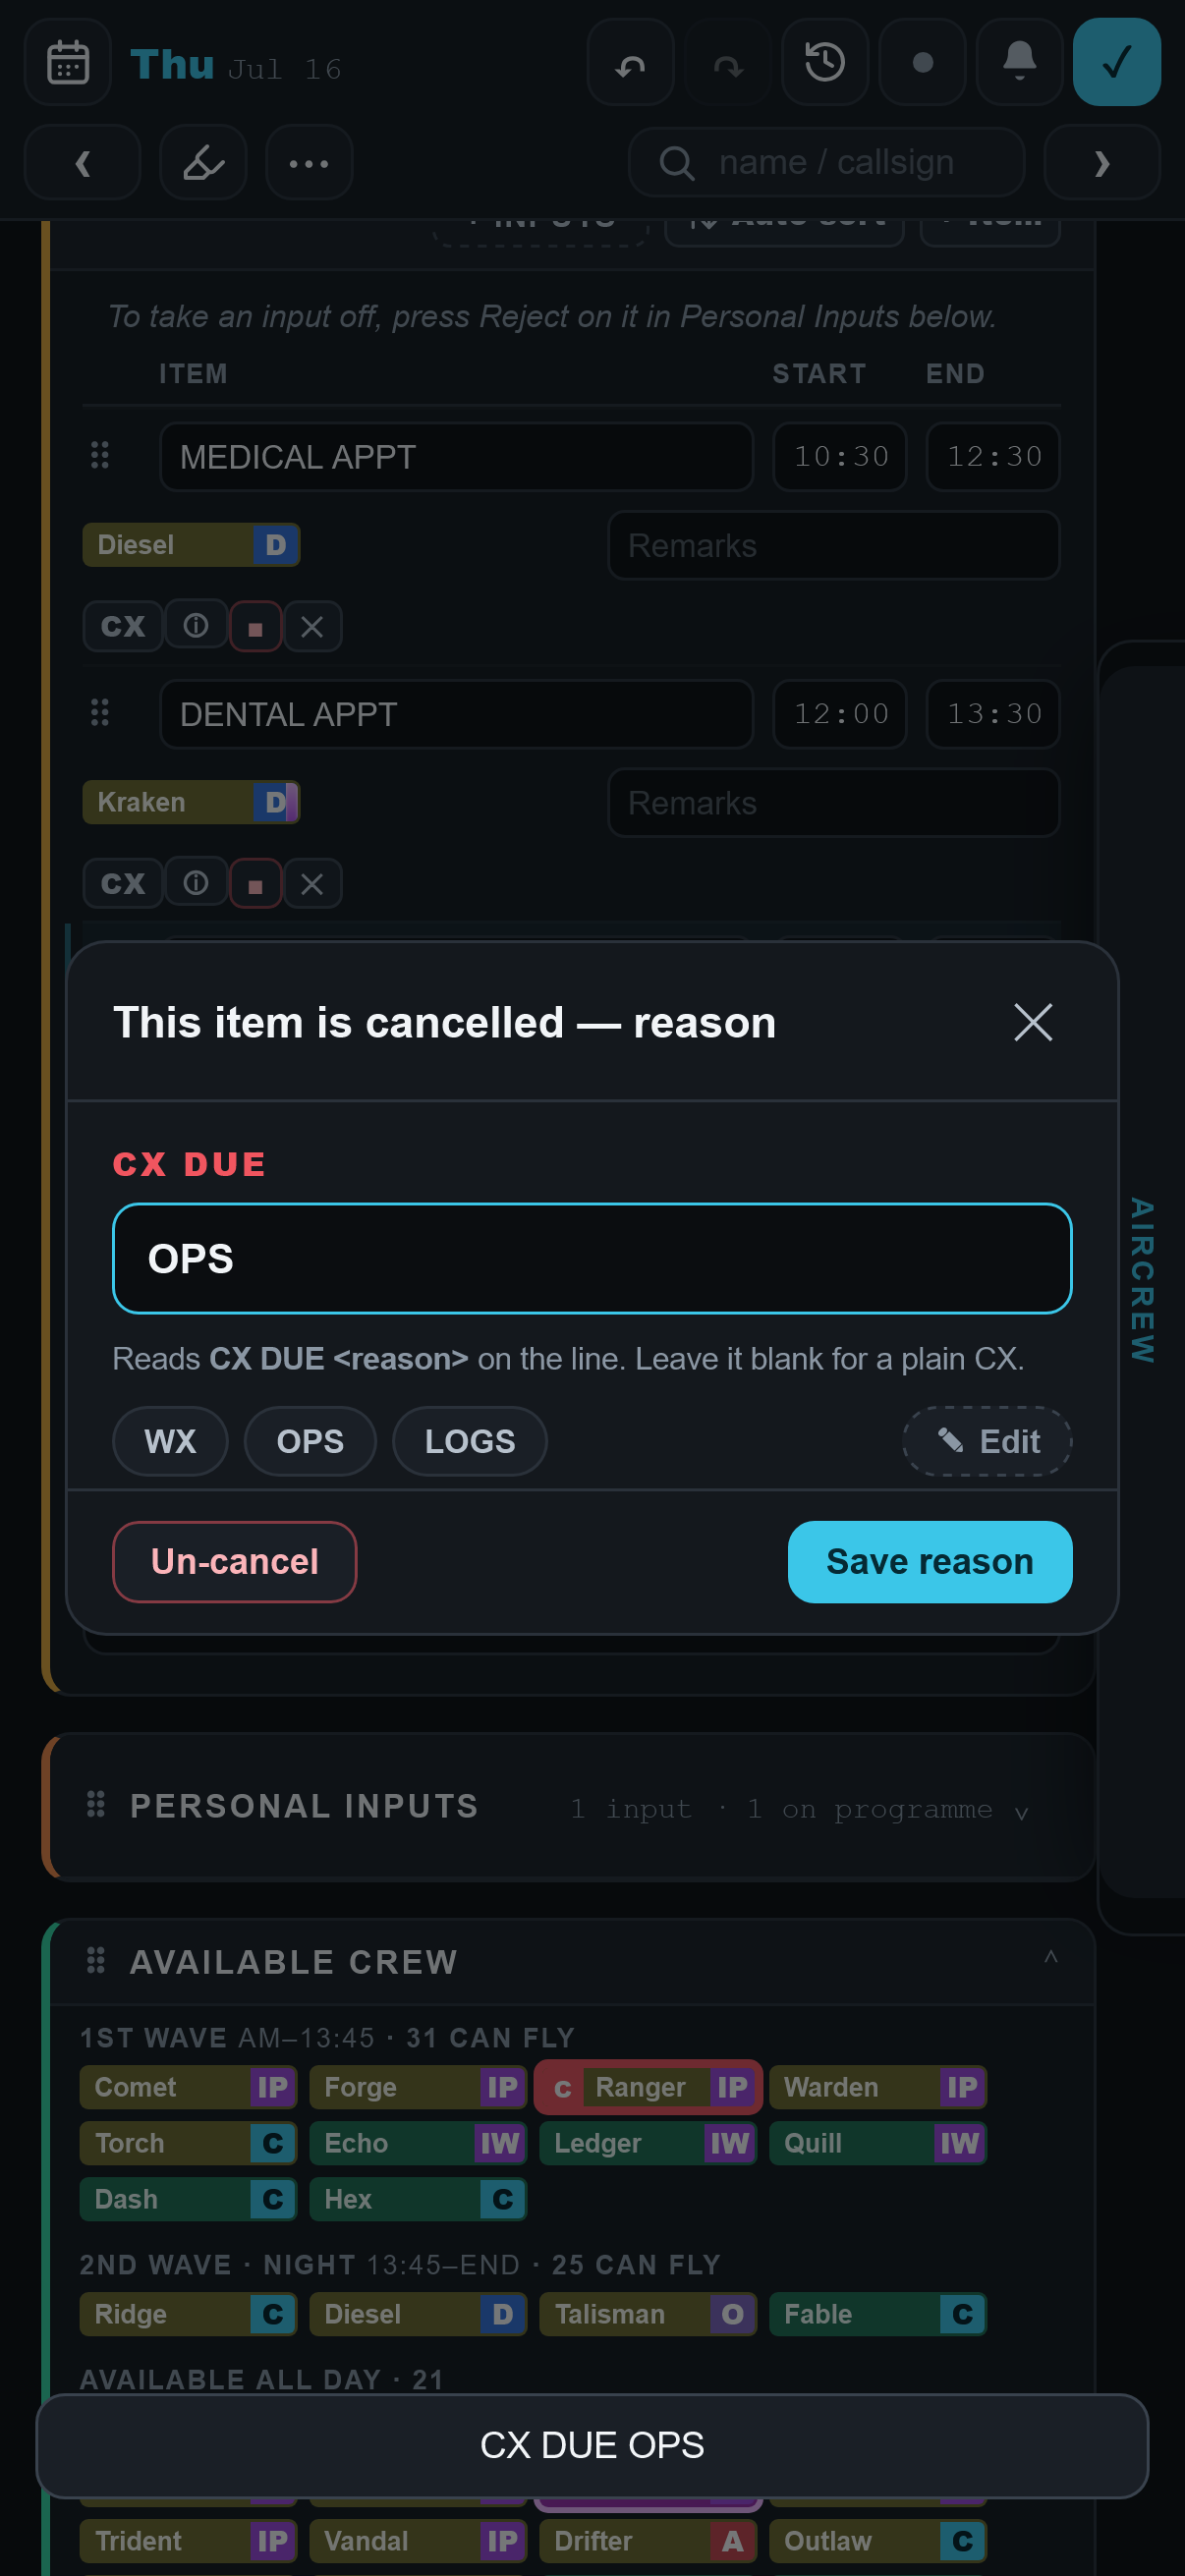 Thu Jul 16
name / callsign
To take an input off, press Reject on it in Personal Inputs below.
ITEM START END
MEDICAL APPT 10:30 12:30
Diesel D Remarks
CX
DENTAL APPT 12:00 13:30
Kraken D Remarks
CX
This item is cancelled — reason
CX DUE
OPS
Reads CX DUE <reason> on the line. Leave it blank for a plain CX.
WX OPS LOGS Edit
Un-cancel Save reason
AIRCREW
PERSONAL INPUTS 1 input · 1 on programme
AVAILABLE CREW
1ST WAVE AM–13:45 · 31 CAN FLY
Comet IP Forge IP C Ranger IP Warden IP
Torch C Echo IW Ledger IW Quill IW
Dash C Hex C
2ND WAVE · NIGHT 13:45–END · 25 CAN FLY
Ridge C Diesel D Talisman O Fable C
AVAILABLE ALL DAY · 21
CX DUE OPS
Trident IP Vandal IP Drifter A Outlaw C